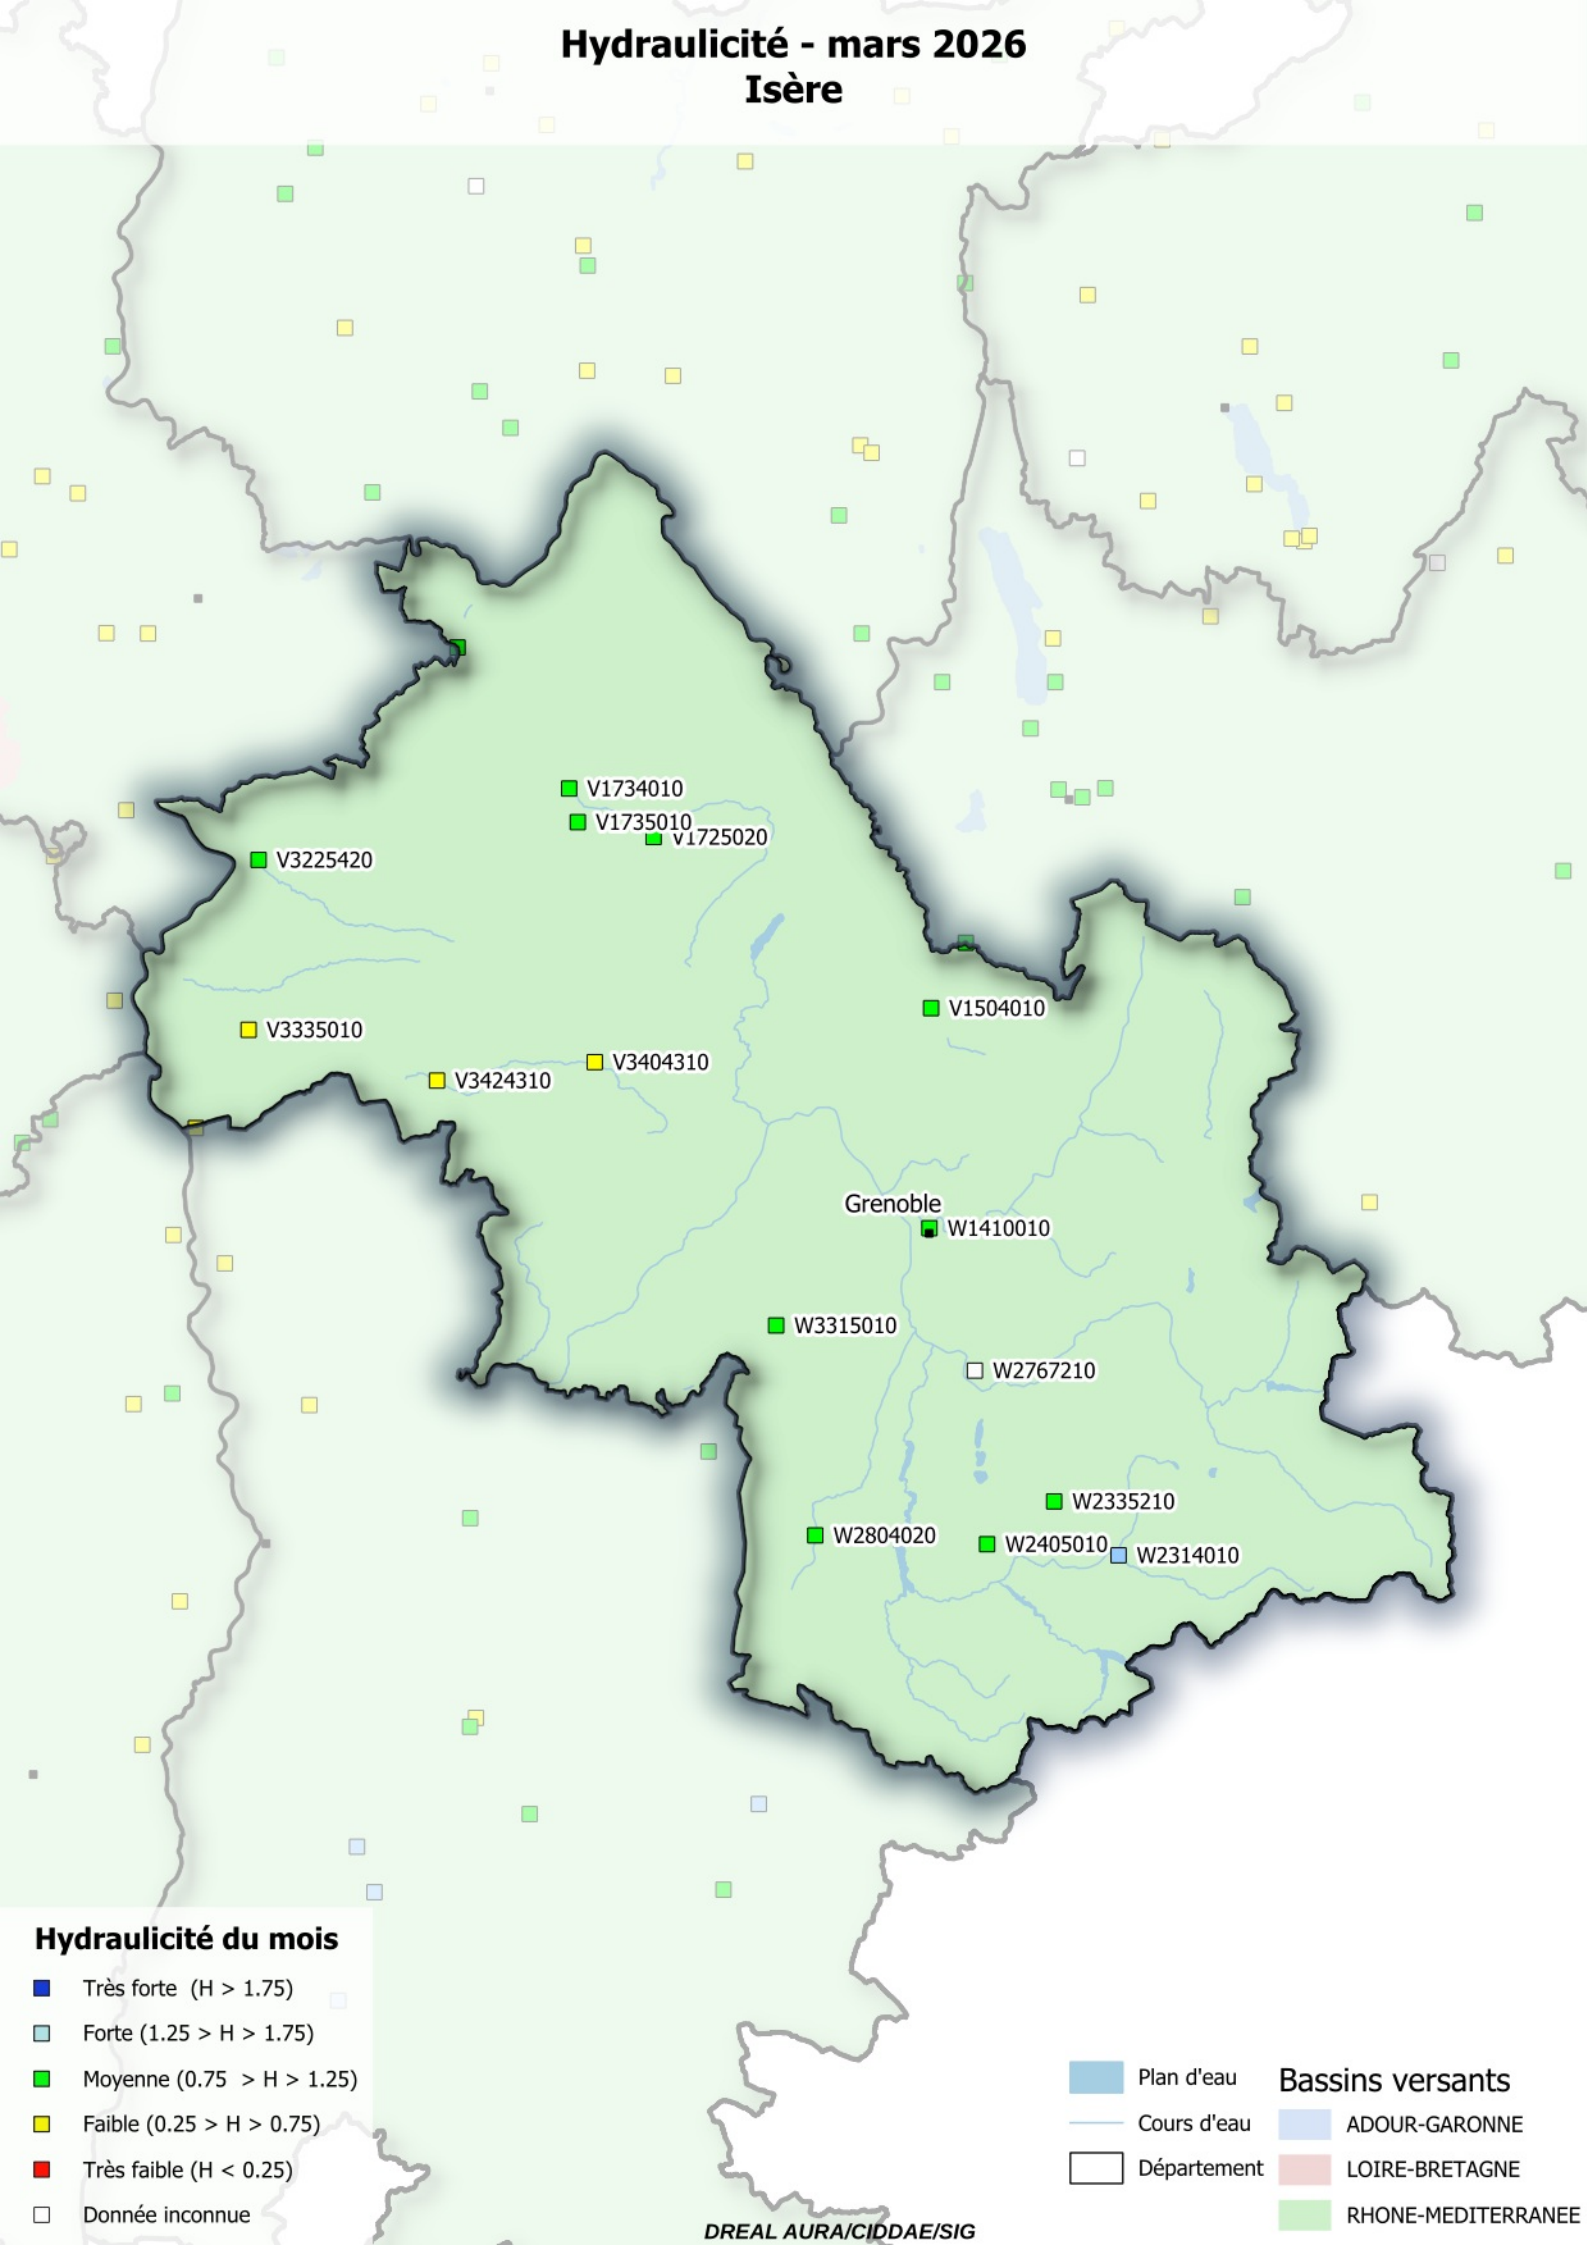 Hydraulicité - mars 2026
Isère
V1734010
V1735010
V1725020
V3225420
V1504010
V3335010
V3404310
V3424310
Grenoble
W1410010
W3315010
W2767210
W2335210
W2804020
W2405010
W2314010
Hydraulicité du mois
Très forte (H > 1.75)
Forte (1.25 > H > 1.75)
Moyenne (0.75 > H > 1.25)
Faible (0.25 > H > 0.75)
Très faible (H < 0.25)
Donnée inconnue
Plan d'eau
Cours d'eau
Département
Bassins versants
ADOUR-GARONNE
LOIRE-BRETAGNE
RHONE-MEDITERRANEE
DREAL AURA/CIDDAE/SIG